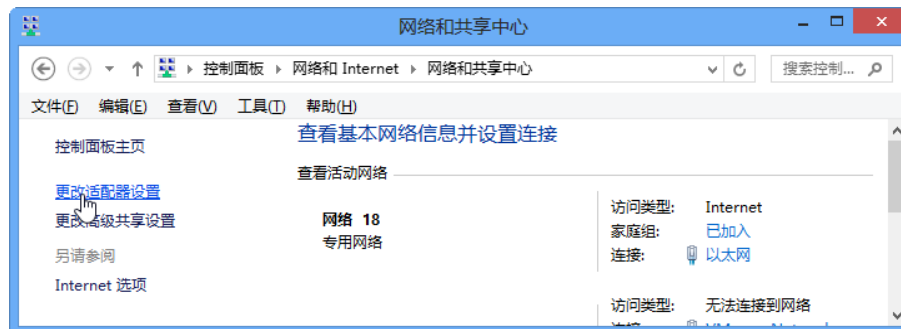 网络和共享中心
控制面板 网络和 Internet 网络和共享中心 搜索控制...
文件(F) 编辑(E) 查看(V) 工具(T) 帮助(H)
控制面板主页
更改适配器设置
更改高级共享设置
另请参阅
Internet 选项
查看基本网络信息并设置连接
查看活动网络
网络 18
专用网络
访问类型: Internet
家庭组: 已加入
连接: 以太网
访问类型: 无法连接到网络